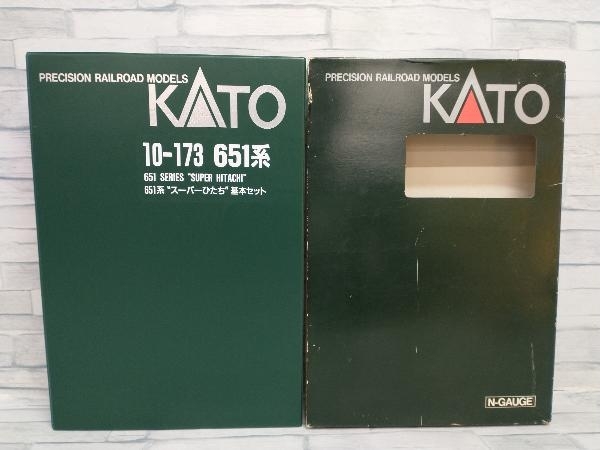 PRECISION RAILROAD MODELS
KATO
10-173 651系
651 SERIES "SUPER HITACHI"
651系 "スーパーひたち" 基本セット
PRECISION RAILROAD MODELS
KATO
N-GAUGE